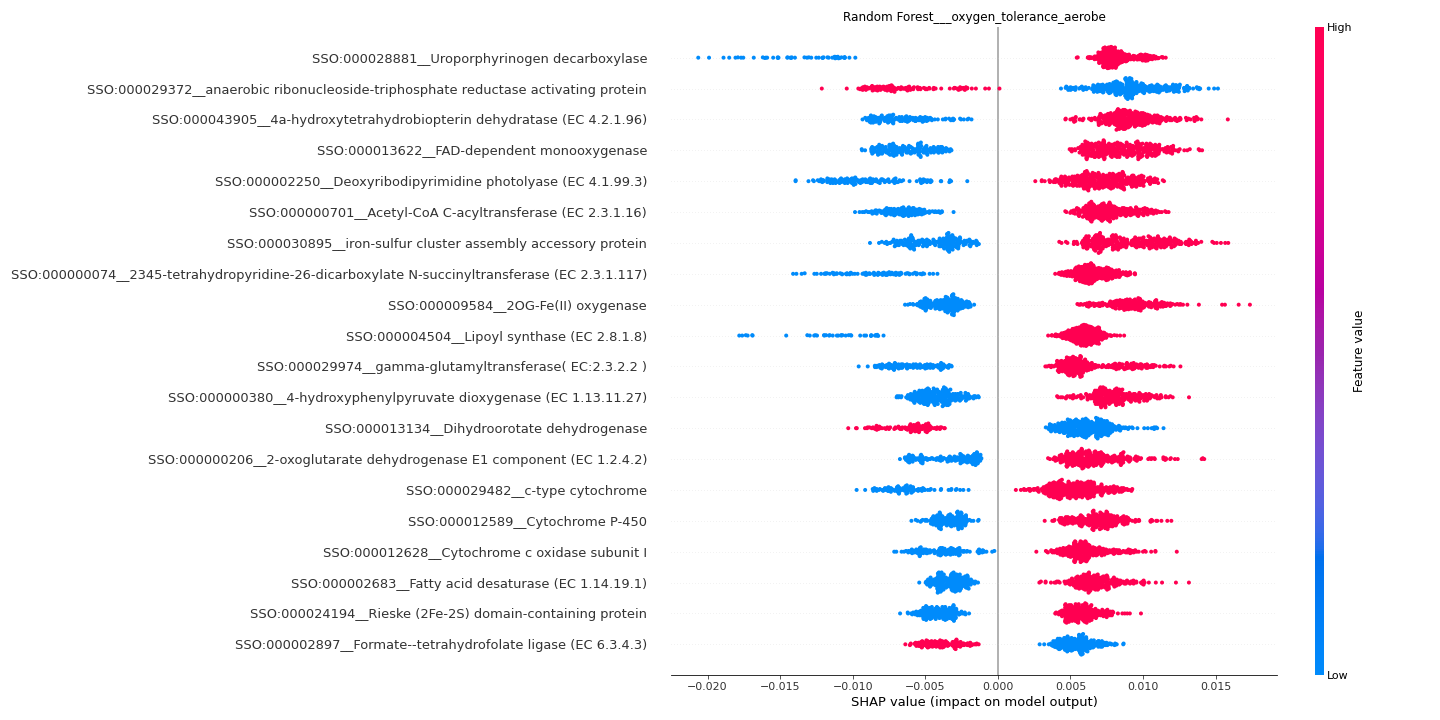 Random Forest___oxygen_tolerance_aerobe
High
SSO:000028881__Uroporphyrinogen decarboxylase
SSO:000029372__anaerobic ribonucleoside-triphosphate reductase activating protein
SSO:000043905__4a-hydroxytetrahydrobiopterin dehydratase (EC 4.2.1.96)
SSO:000013622__FAD-dependent monooxygenase
SSO:000002250__Deoxyribodipyrimidine photolyase (EC 4.1.99.3)
SSO:000000701__Acetyl-CoA C-acyltransferase (EC 2.3.1.16)
SSO:000030895__iron-sulfur cluster assembly accessory protein
SSO:000000074__2345-tetrahydropyridine-26-dicarboxylate N-succinyltransferase (EC 2.3.1.117)
SSO:000009584__2OG-Fe(II) oxygenase
SSO:000004504__Lipoyl synthase (EC 2.8.1.8)
SSO:000029974__gamma-glutamyltransferase( EC:2.3.2.2 )
SSO:000000380__4-hydroxyphenylpyruvate dioxygenase (EC 1.13.11.27)
SSO:000013134__Dihydroorotate dehydrogenase
SSO:000000206__2-oxoglutarate dehydrogenase E1 component (EC 1.2.4.2)
SSO:000029482__c-type cytochrome
SSO:000012589__Cytochrome P-450
SSO:000012628__Cytochrome c oxidase subunit I
SSO:000002683__Fatty acid desaturase (EC 1.14.19.1)
SSO:000024194__Rieske (2Fe-2S) domain-containing protein
SSO:000002897__Formate--tetrahydrofolate ligase (EC 6.3.4.3)
Feature value
Low
−0.020 −0.015 −0.010 −0.005 0.000 0.005 0.010 0.015
SHAP value (impact on model output)